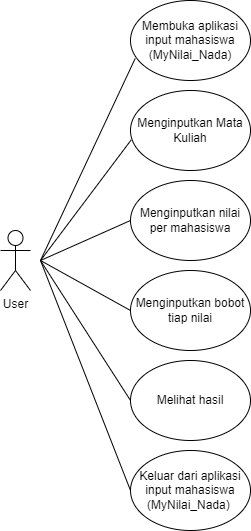 Membuka aplikasi
input mahasiswa
(MyNilai_Nada)
Menginputkan Mata
Kuliah
Menginputkan nilai
per mahasiswa
User
Menginputkan bobot
tiap nilai
Melihat hasil
Keluar dari aplikasi
input mahasiswa
(MyNilai_Nada)